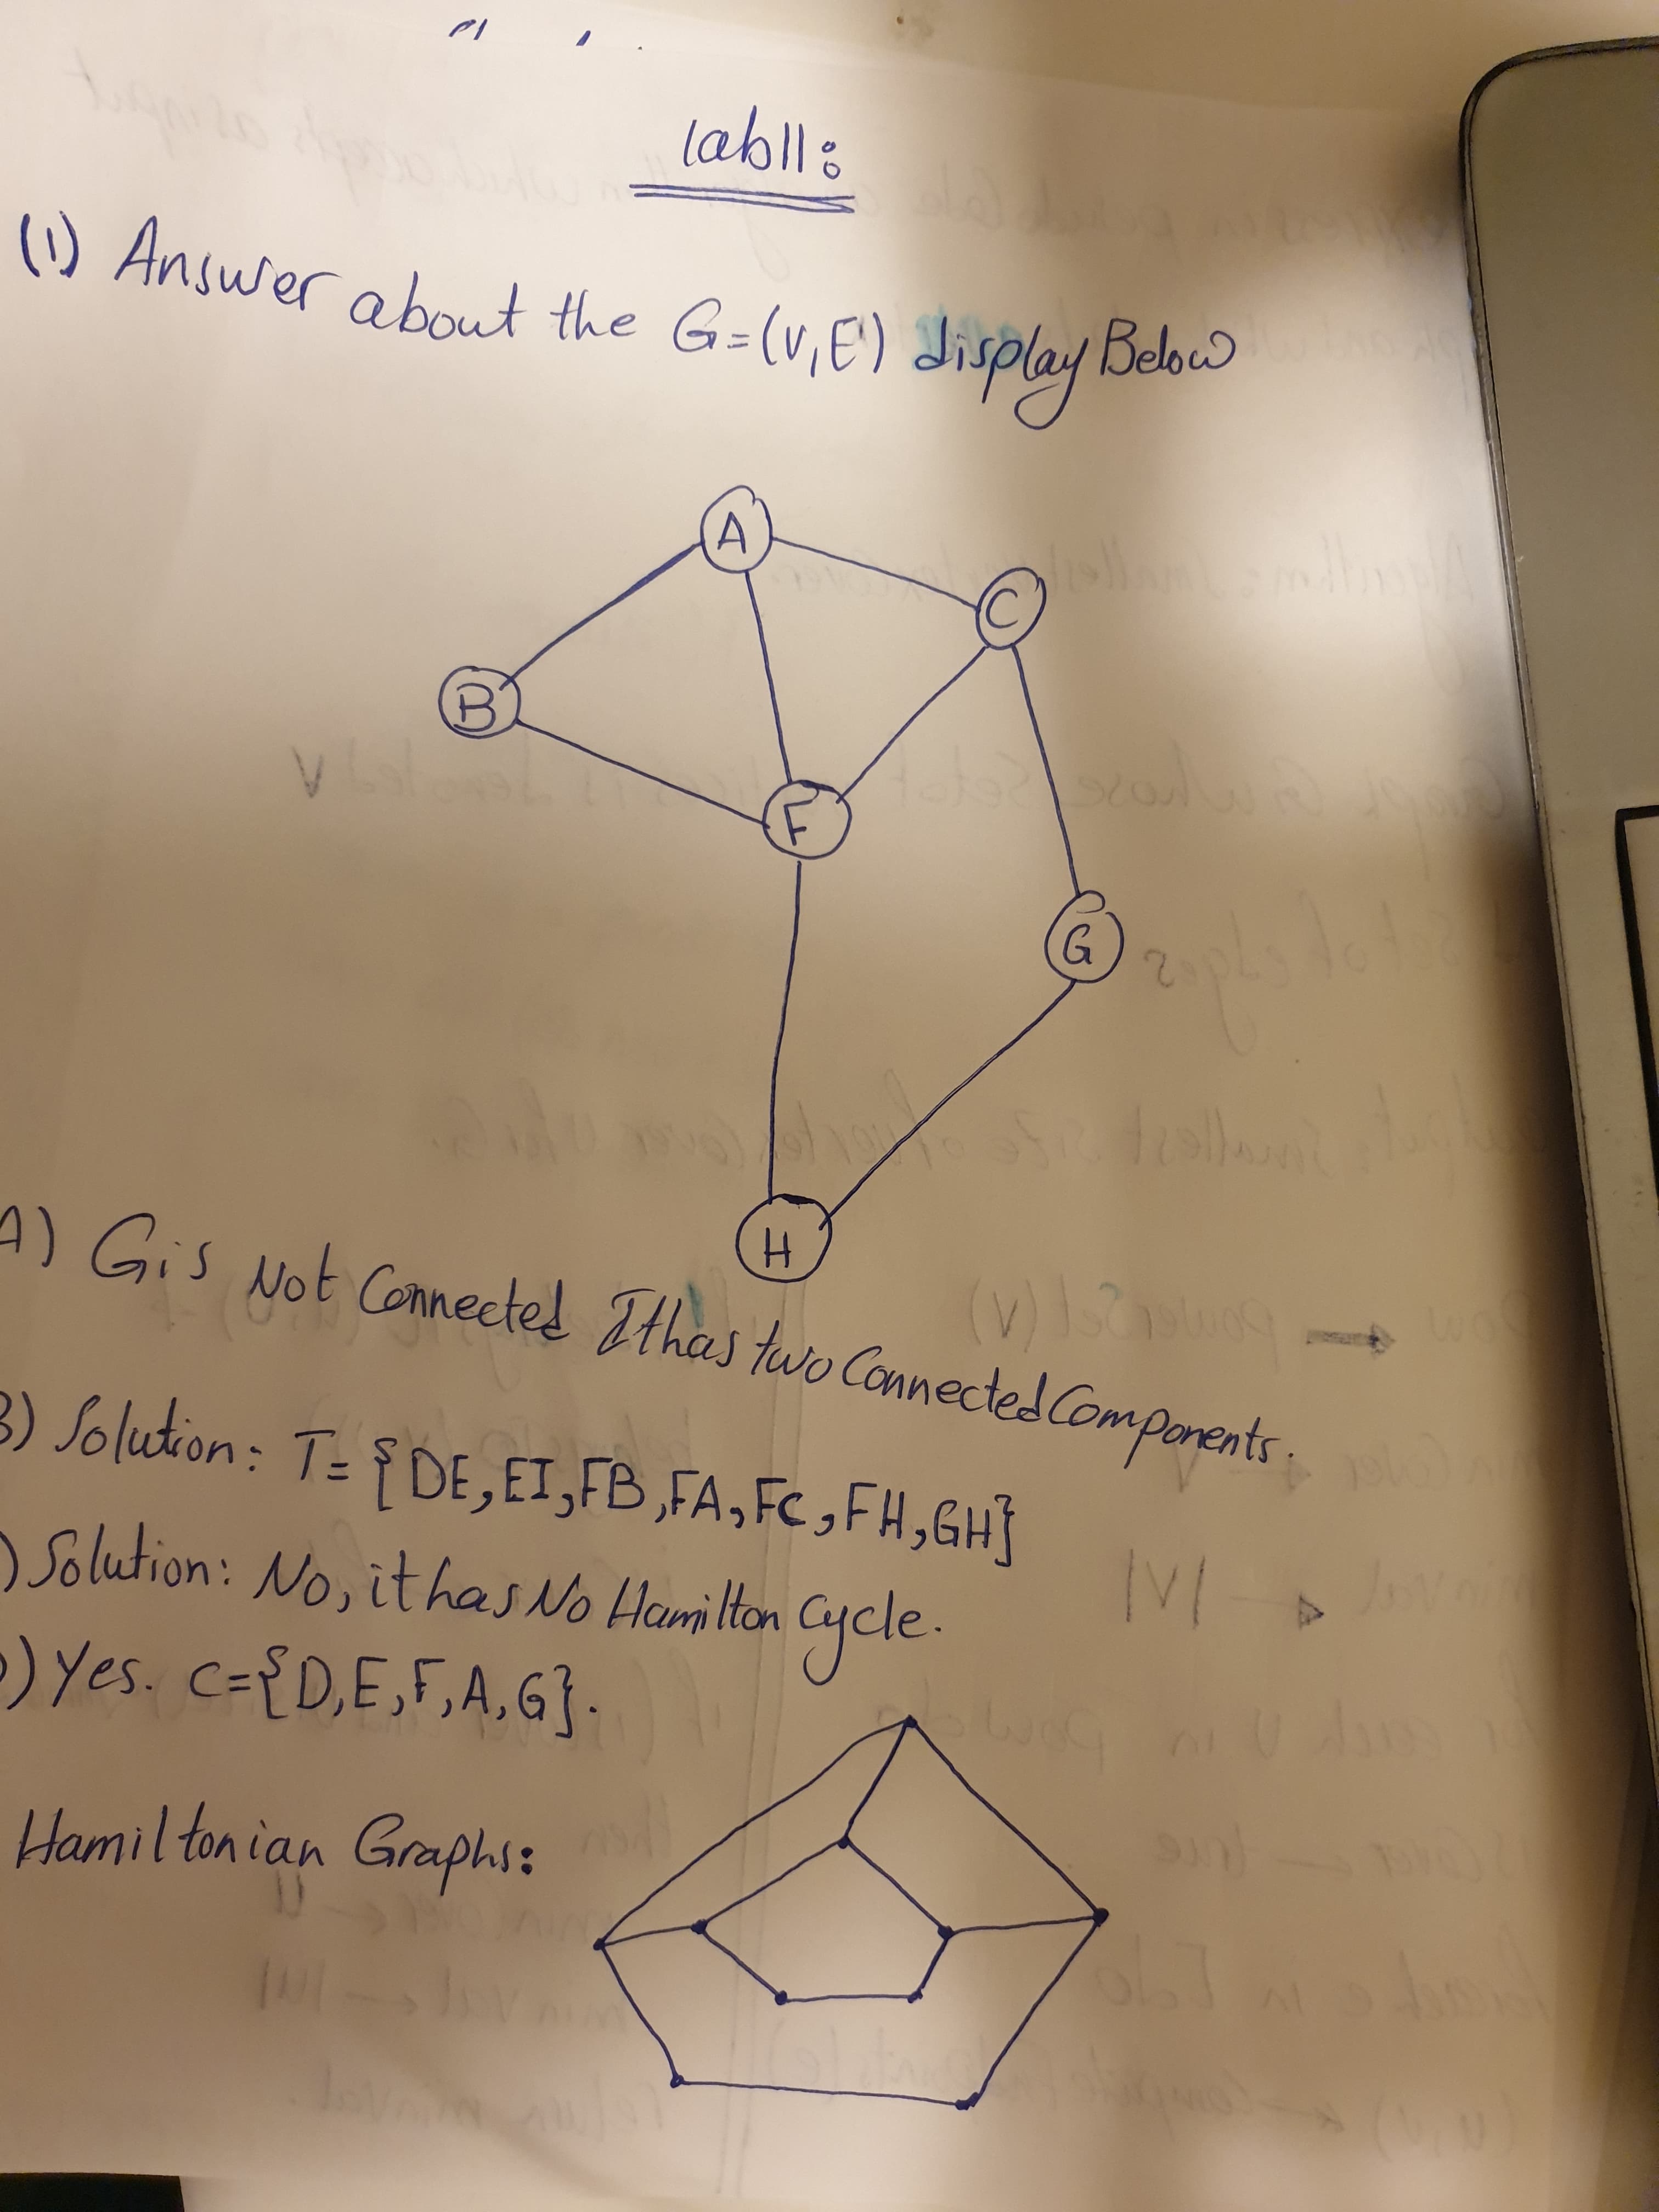 lab11:
(1) Answer about the G=(V,E) display Below
A
C
B
F
G
H
A) G is Not Connected It has two Connected Components.
B) Solution: T= {DE,EI,FB,FA,FC,FH,GH}
) Solution: No, it has No Hamilton Cycle.
) Yes. C={D,E,F,A,G}.
Hamiltonian Graphs: